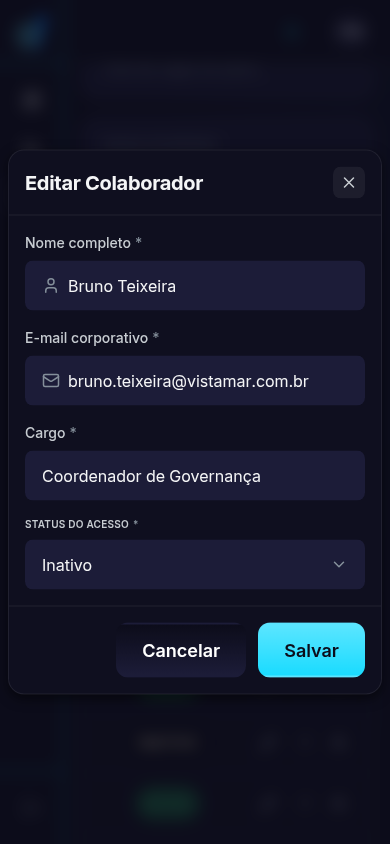 Editar Colaborador
Nome completo *
Bruno Teixeira
E-mail corporativo *
bruno.teixeira@vistamar.com.br
Cargo *
Coordenador de Governança
STATUS DO ACESSO *
Inativo
Cancelar
Salvar